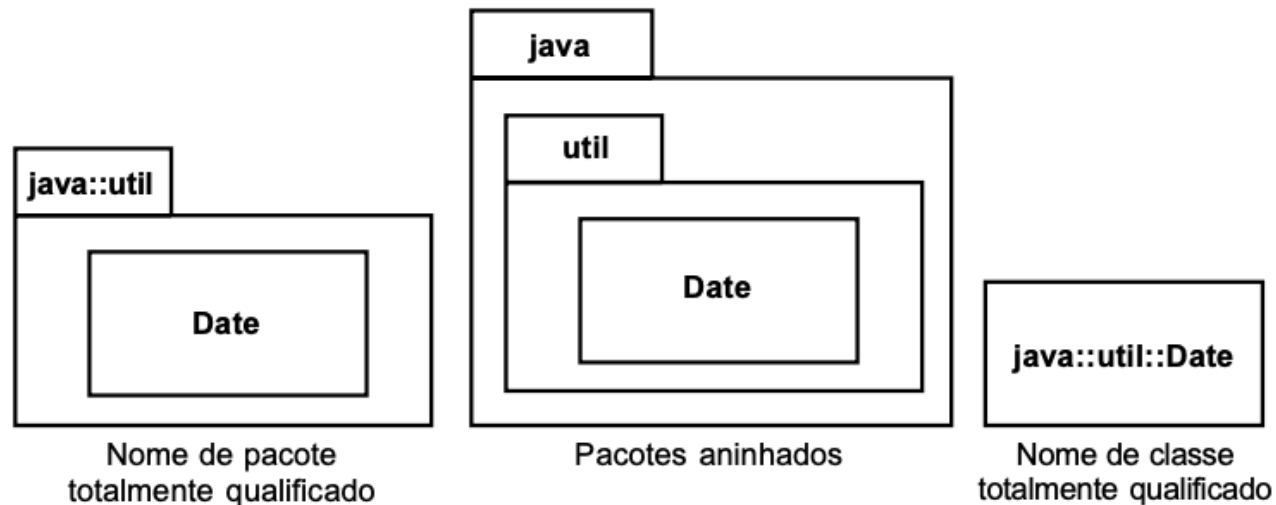 java::util
Date
Nome de pacote
totalmente qualificado
java
util
Date
Pacotes aninhados
java::util::Date
Nome de classe
totalmente qualificado